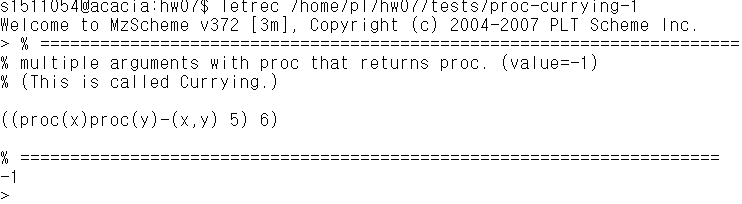 s1511054@acacia:hw07$ letrec /home/pl/hw07/tests/proc-currying-1
Welcome to MzScheme v372 [3m], Copyright (c) 2004-2007 PLT Scheme Inc.
> % ======================================================================
% multiple arguments with proc that returns proc. (value=-1)
% (This is called Currying.)
((proc(x)proc(y)-(x,y) 5) 6)
% ======================================================================
-1
>